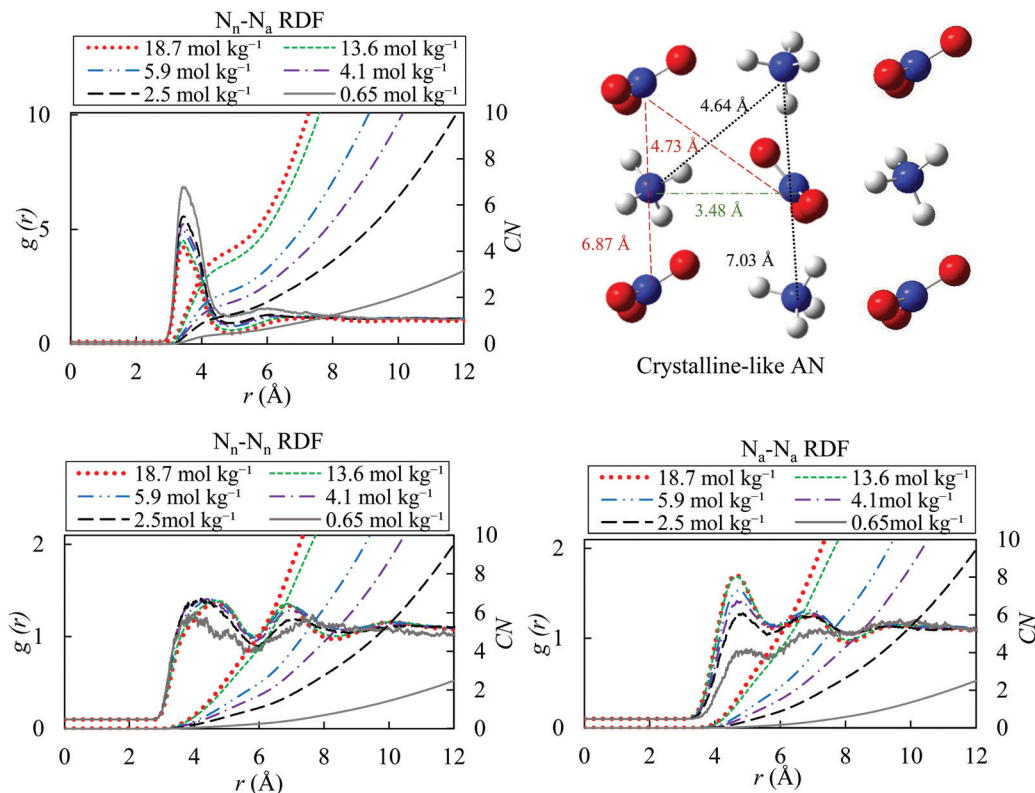 Nₙ-Nₐ RDF
18.7 mol kg⁻¹ 13.6 mol kg⁻¹
5.9 mol kg⁻¹ 4.1 mol kg⁻¹
2.5 mol kg⁻¹ 0.65 mol kg⁻¹
10 10
8
6
5
4
2
0 0
g (r)
CN
0 2 4 6 8 10 12
r (Å)
4.64 Å
4.73 Å
3.48 Å
6.87 Å
7.03 Å
Crystalline-like AN
Nₙ-Nₙ RDF
18.7 mol kg⁻¹ 13.6 mol kg⁻¹
5.9 mol kg⁻¹ 4.1 mol kg⁻¹
2.5mol kg⁻¹ 0.65 mol kg⁻¹
2 10
8
6
1
4
2
0 0
g (r)
CN
0 2 4 6 8 10 12
r (Å)
Nₐ-Nₐ RDF
18.7 mol kg⁻¹ 13.6 mol kg⁻¹
5.9 mol kg⁻¹ 4.1mol kg⁻¹
2.5 mol kg⁻¹ 0.65mol kg⁻¹
2 10
8
6
1
4
2
0 0
g (r)
CN
0 2 4 6 8 10 12
r (Å)